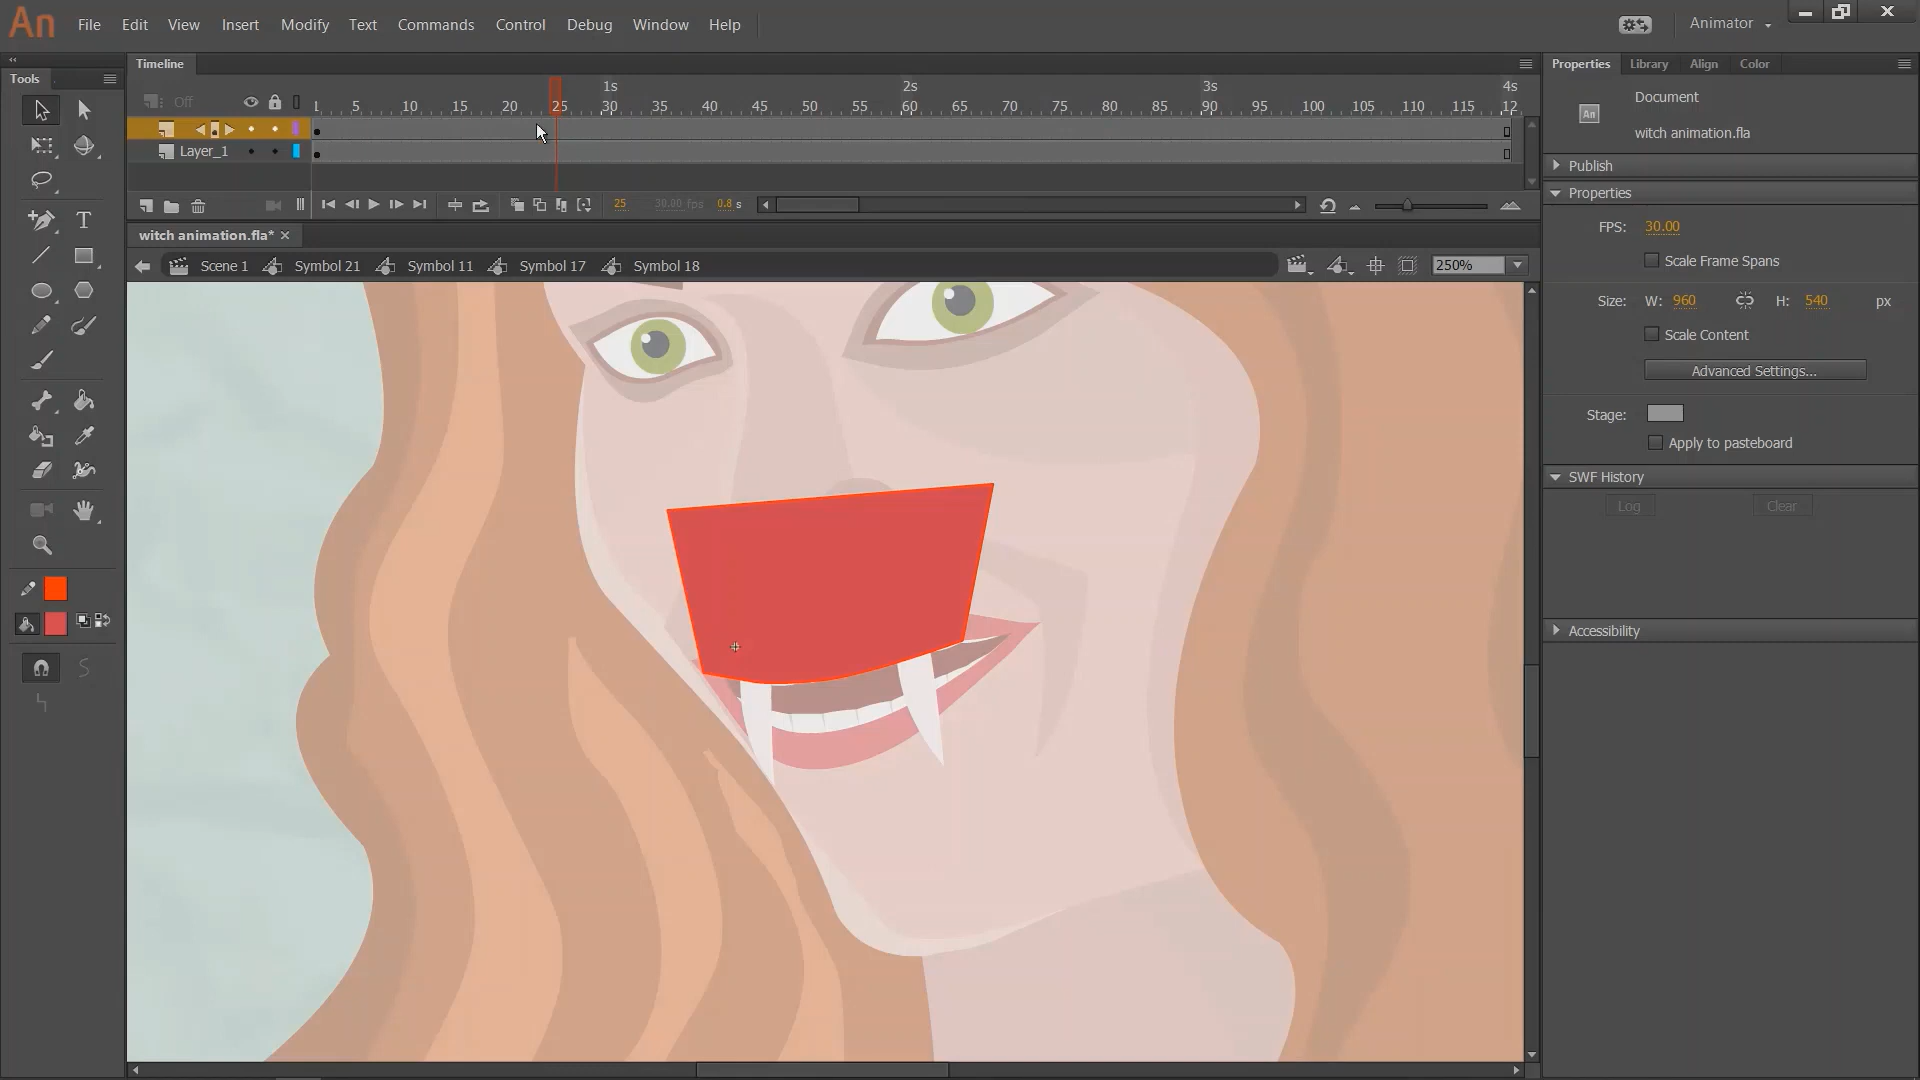 An File Edit View Insert Modify Text Commands Control Debug Window Help Animator
Tools
Timeline
Properties Library Align Color
Off
1s 2s 3s 4s
1 5 10 15 20 25 30 35 40 45 50 55 60 65 70 75 80 85 90 95 100 105 110 115 12
Layer_1
25 30.00 fps 0.8 s
witch animation.fla*
Scene 1 Symbol 21 Symbol 11 Symbol 17 Symbol 18 250%
T
An
Document
witch animation.fla
Publish
Properties
FPS: 30.00
Scale Frame Spans
Size: W: 960 H: 540 px
Scale Content
Advanced Settings...
Stage:
Apply to pasteboard
SWF History
Log Clear
Accessibility